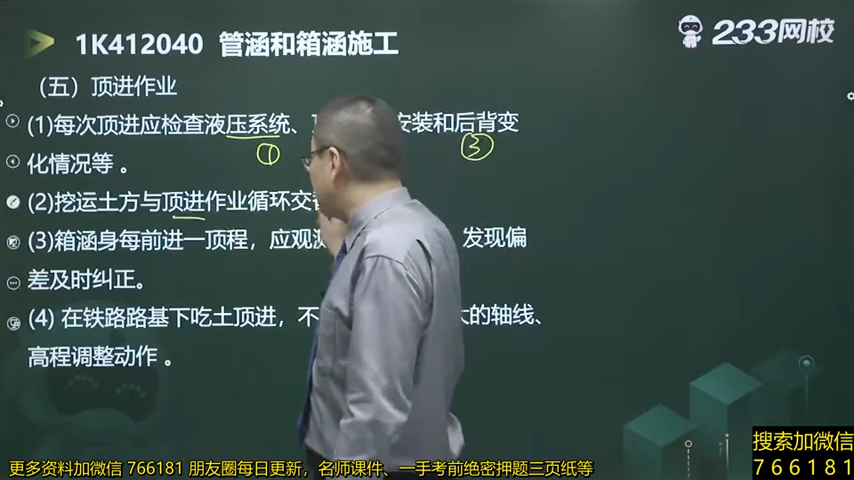 1K412040 管涵和箱涵施工
233网校
（五）顶进作业
(1)每次顶进应检查液压系统、 安装和后背变
① ③
化情况等 。
(2)挖运土方与顶进作业循环交
(3)箱涵身每前进一顶程，应观 发现偏
差及时纠正。
(4) 在铁路路基下吃土顶进，不 大的轴线、
高程调整动作 。
搜索加微信
766181
更多资料加微信 766181 朋友圈每日更新，名师课件、一手考前绝密押题三页纸等